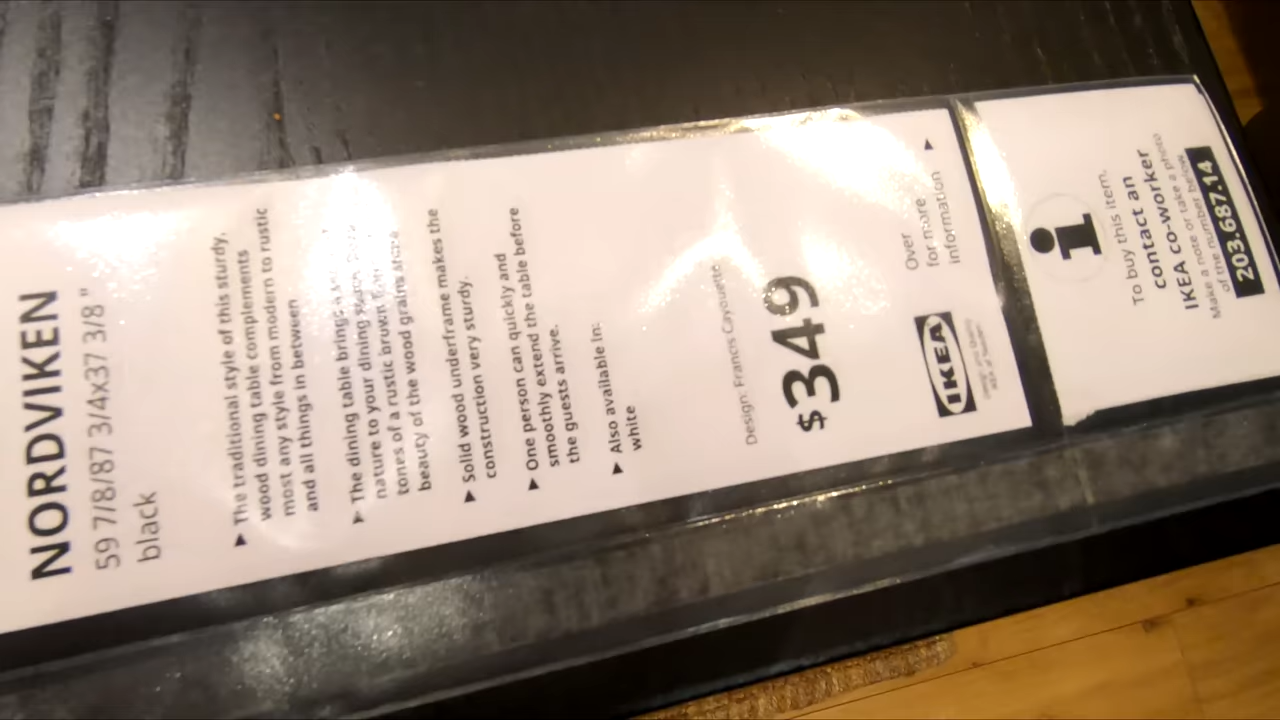 NORDVIKEN
59 7/8/87 3/4x37 3/8 "
black
▶ The traditional style of this sturdy,
wood dining table complements
most any style from modern to rustic
and all things in between
▶ The dining table brings
nature to your dining
tones of a rustic brown
beauty of the wood grains
▶ Solid wood underframe makes the
construction very sturdy.
▶ One person can quickly and
smoothly extend the table before
the guests arrive.
▶ Also available in:
white
Design: Francis Cayouette
$349
IKEA
Over
for more
information ▶
i
To buy this item,
contact an
IKEA co-worker
Make a note or take a photo
of the number below
203.687.14